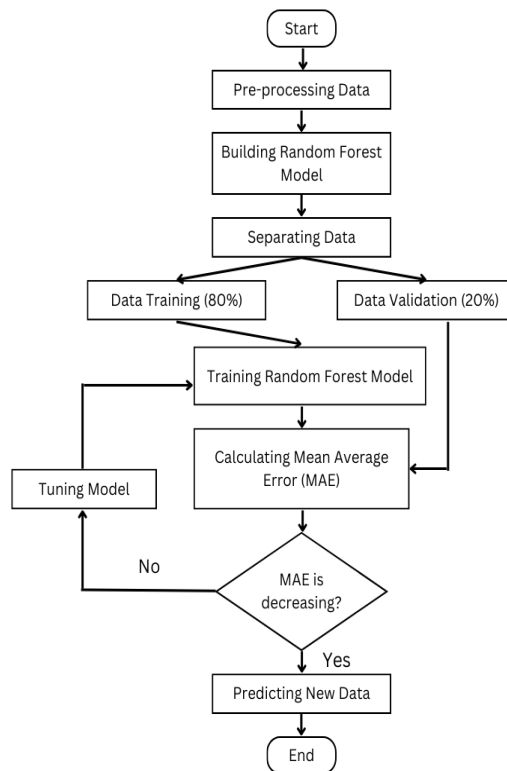 Start
Pre-processing Data
Building Random Forest
Model
Separating Data
Data Training (80%)
Data Validation (20%)
Training Random Forest Model
Calculating Mean Average
Error (MAE)
Tuning Model
No
MAE is
decreasing?
Yes
Predicting New Data
End